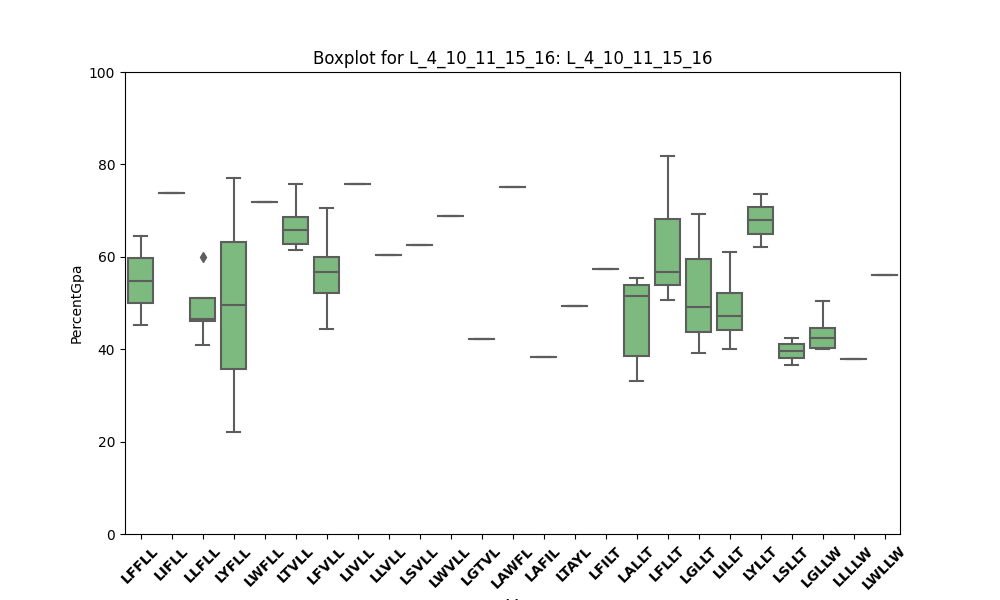 Boxplot for L_4_10_11_15_16: L_4_10_11_15_16
PercentGpa
100
80
60
40
20
0
LFFLL
LIFLL
LLFLL
LYFLL
LWFLL
LTVLL
LFVLL
LIVLL
LLVLL
LSVLL
LWVLL
LGTVL
LAWFL
LAFIL
LTAYL
LFILT
LALLT
LFLLT
LGLLT
LILLT
LYLLT
LSLLT
LGLLW
LLLLW
LWLLW